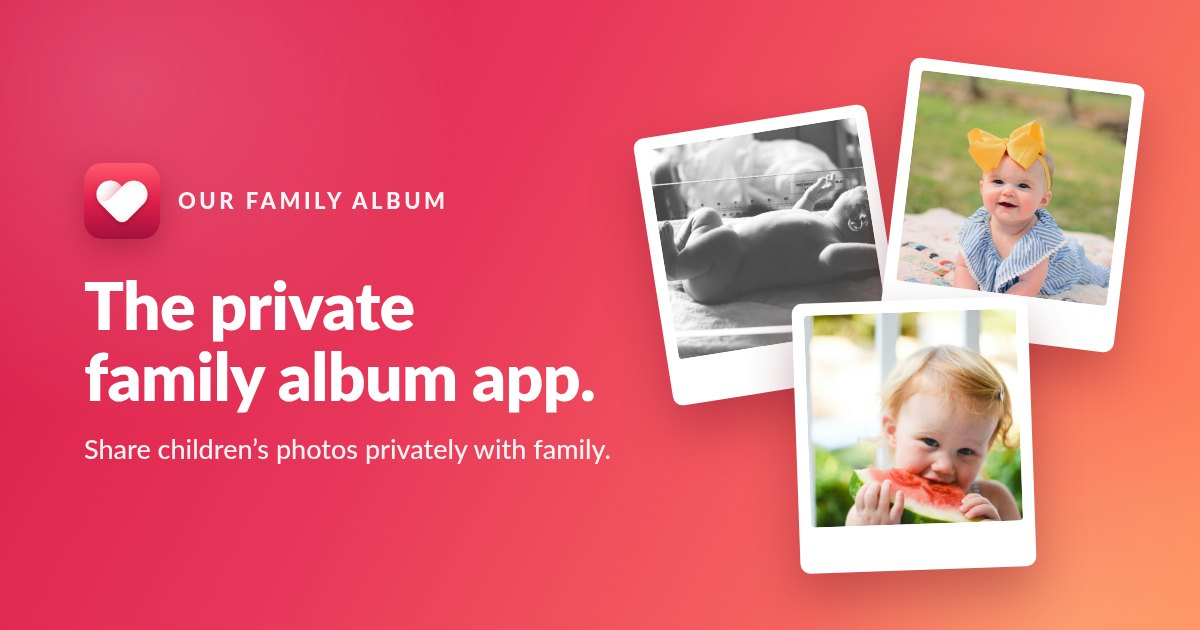 OUR FAMILY ALBUM
The private
family album app.
Share children’s photos privately with family.